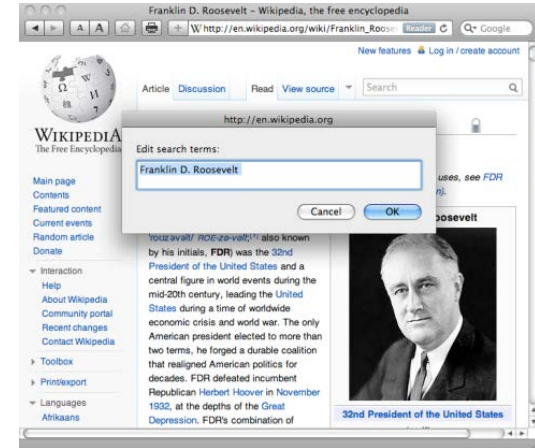 Franklin D. Roosevelt – Wikipedia, the free encyclopedia
A A + W http://en.wikipedia.org/wiki/Franklin_Roose Reader Google
New features Log in / create account
Article Discussion Read View source Search
WIKIPEDIA
The Free Encyclopedia
Main page
Contents
Featured content
Current events
Random article
Donate
Interaction
Help
About Wikipedia
Community portal
Recent changes
Contact Wikipedia
Toolbox
Print/export
Languages
Afrikaans
http://en.wikipedia.org
Edit search terms:
Franklin D. Roosevelt
Cancel OK
uses, see FDR
also known
by his initials, FDR) was the 32nd
President of the United States and a
central figure in world events during the
mid-20th century, leading the United
States during a time of worldwide
economic crisis and world war. The only
American president elected to more than
two terms, he forged a durable coalition
that realigned American politics for
decades. FDR defeated incumbent
Republican Herbert Hoover in November
1932, at the depths of the Great
Depression. FDR's combination of
oosevelt
32nd President of the United States